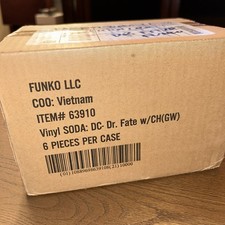 FUNKO LLC
COO: Vietnam
ITEM# 63910
Vinyl SODA: DC- Dr. Fate w/CH(GW)
6 PIECES PER CASE